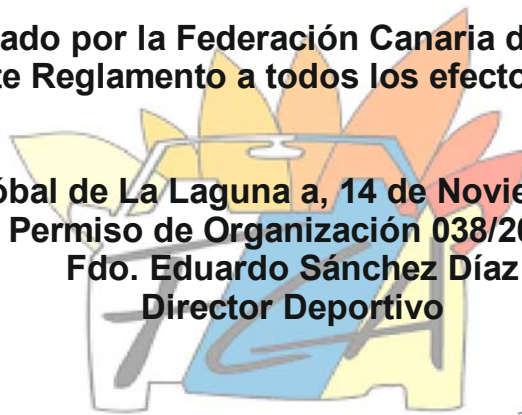 ado por la Federación Canaria d
te Reglamento a todos los efecto
óbal de La Laguna a, 14 de Novie
Permiso de Organización 038/20
Fdo. Eduardo Sánchez Díaz
Director Deportivo
FCA